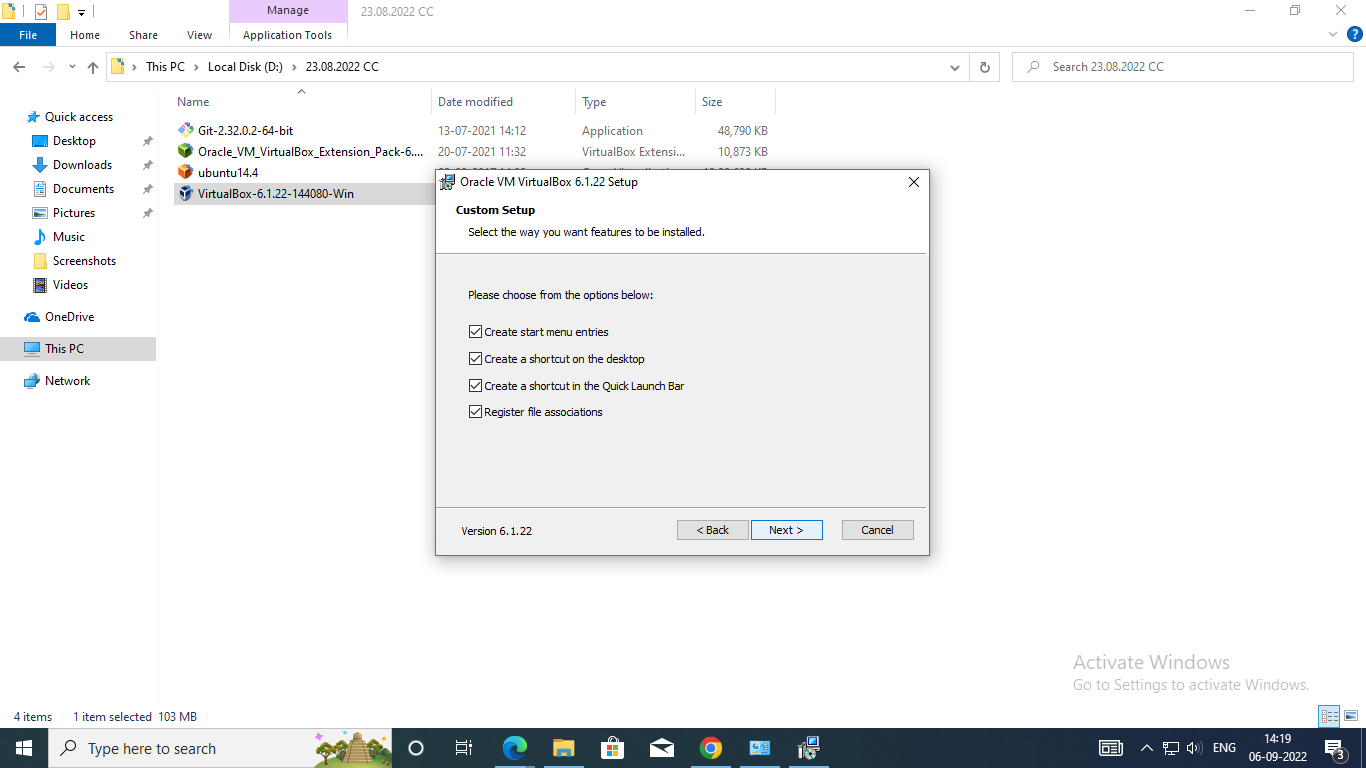 Manage
23.08.2022 CC
File
Home
Share
View
Application Tools
This PC
Local Disk (D:)
23.08.2022 CC
Search 23.08.2022 CC
Name
Date modified
Type
Size
Git-2.32.0.2-64-bit
13-07-2021 14:12
Application
48,790 KB
Oracle_VM_VirtualBox_Extension_Pack-6....
20-07-2021 11:32
VirtualBox Extensi...
10,873 KB
ubuntu14.4
VirtualBox-6.1.22-144080-Win
Quick access
Desktop
Downloads
Documents
Pictures
Music
Screenshots
Videos
OneDrive
This PC
Network
Oracle VM VirtualBox 6.1.22 Setup
Custom Setup
Select the way you want features to be installed.
Please choose from the options below:
Create start menu entries
Create a shortcut on the desktop
Create a shortcut in the Quick Launch Bar
Register file associations
Version 6.1.22
< Back
Next >
Cancel
Activate Windows
Go to Settings to activate Windows.
4 items
1 item selected 103 MB
Type here to search
ENG
14:19
06-09-2022
3